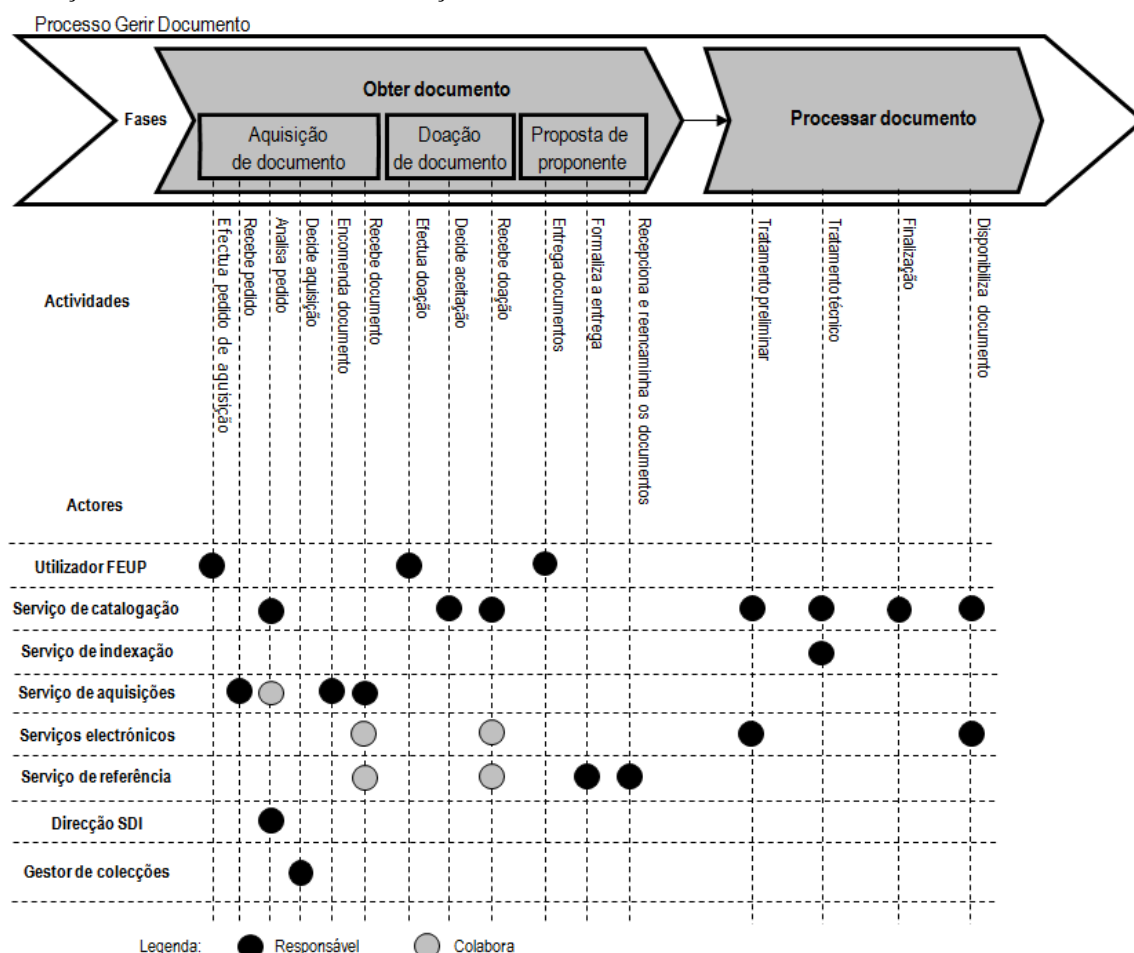 Processo Gerir Documento
Fases
Obter documento
Aquisição
de documento
Doação
de documento
Proposta de
proponente
Processar documento
Actividades
Efectua pedido de aquisição
Recebe pedido
Analisa pedido
Decide aquisição
Encomenda documento
Recebe documento
Efectua doação
Decide aceitação
Recebe doação
Entrega documentos
Formaliza a entrega
Recepciona e reencaminha os documentos
Tratamento preliminar
Tratamento técnico
Finalização
Disponibiliza documento
Actores
Utilizador FEUP
Serviço de catalogação
Serviço de indexação
Serviço de aquisições
Serviços electrónicos
Serviço de referência
Direcção SDI
Gestor de colecções
Legenda: Responsável Colabora